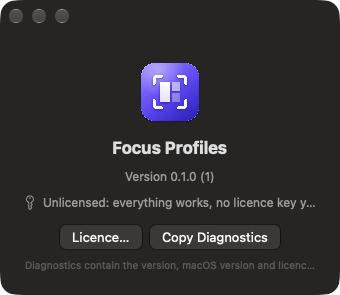 Focus Profiles
Version 0.1.0 (1)
Unlicensed: everything works, no licence key y...
Licence...
Copy Diagnostics
Diagnostics contain the version, macOS version and licenc...